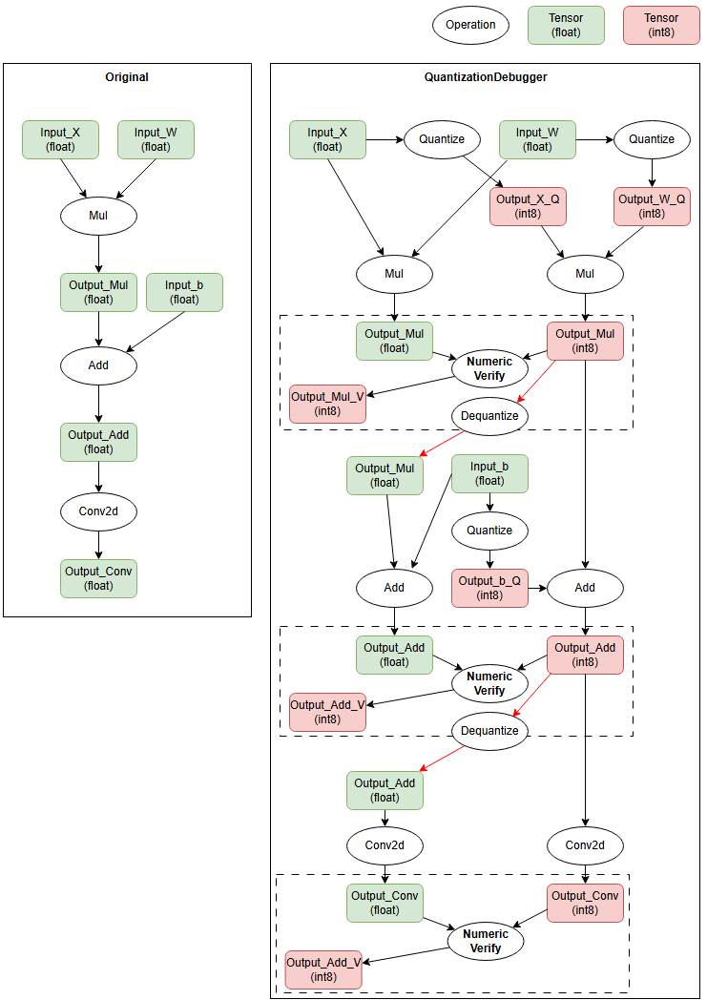 Operation
Tensor
(float)
Tensor
(int8)
Original
Input_X
(float)
Input_W
(float)
Mul
Output_Mul
(float)
Input_b
(float)
Add
Output_Add
(float)
Conv2d
Output_Conv
(float)
QuantizationDebugger
Input_X
(float)
Quantize
Input_W
(float)
Quantize
Output_X_Q
(int8)
Output_W_Q
(int8)
Mul
Mul
Output_Mul
(float)
Output_Mul
(int8)
Numeric
Verify
Output_Mul_V
(int8)
Dequantize
Output_Mul
(float)
Input_b
(float)
Quantize
Add
Output_b_Q
(int8)
Add
Output_Add
(float)
Output_Add
(int8)
Numeric
Verify
Output_Add_V
(int8)
Dequantize
Output_Add
(float)
Conv2d
Conv2d
Output_Conv
(float)
Output_Conv
(int8)
Numeric
Verify
Output_Add_V
(int8)